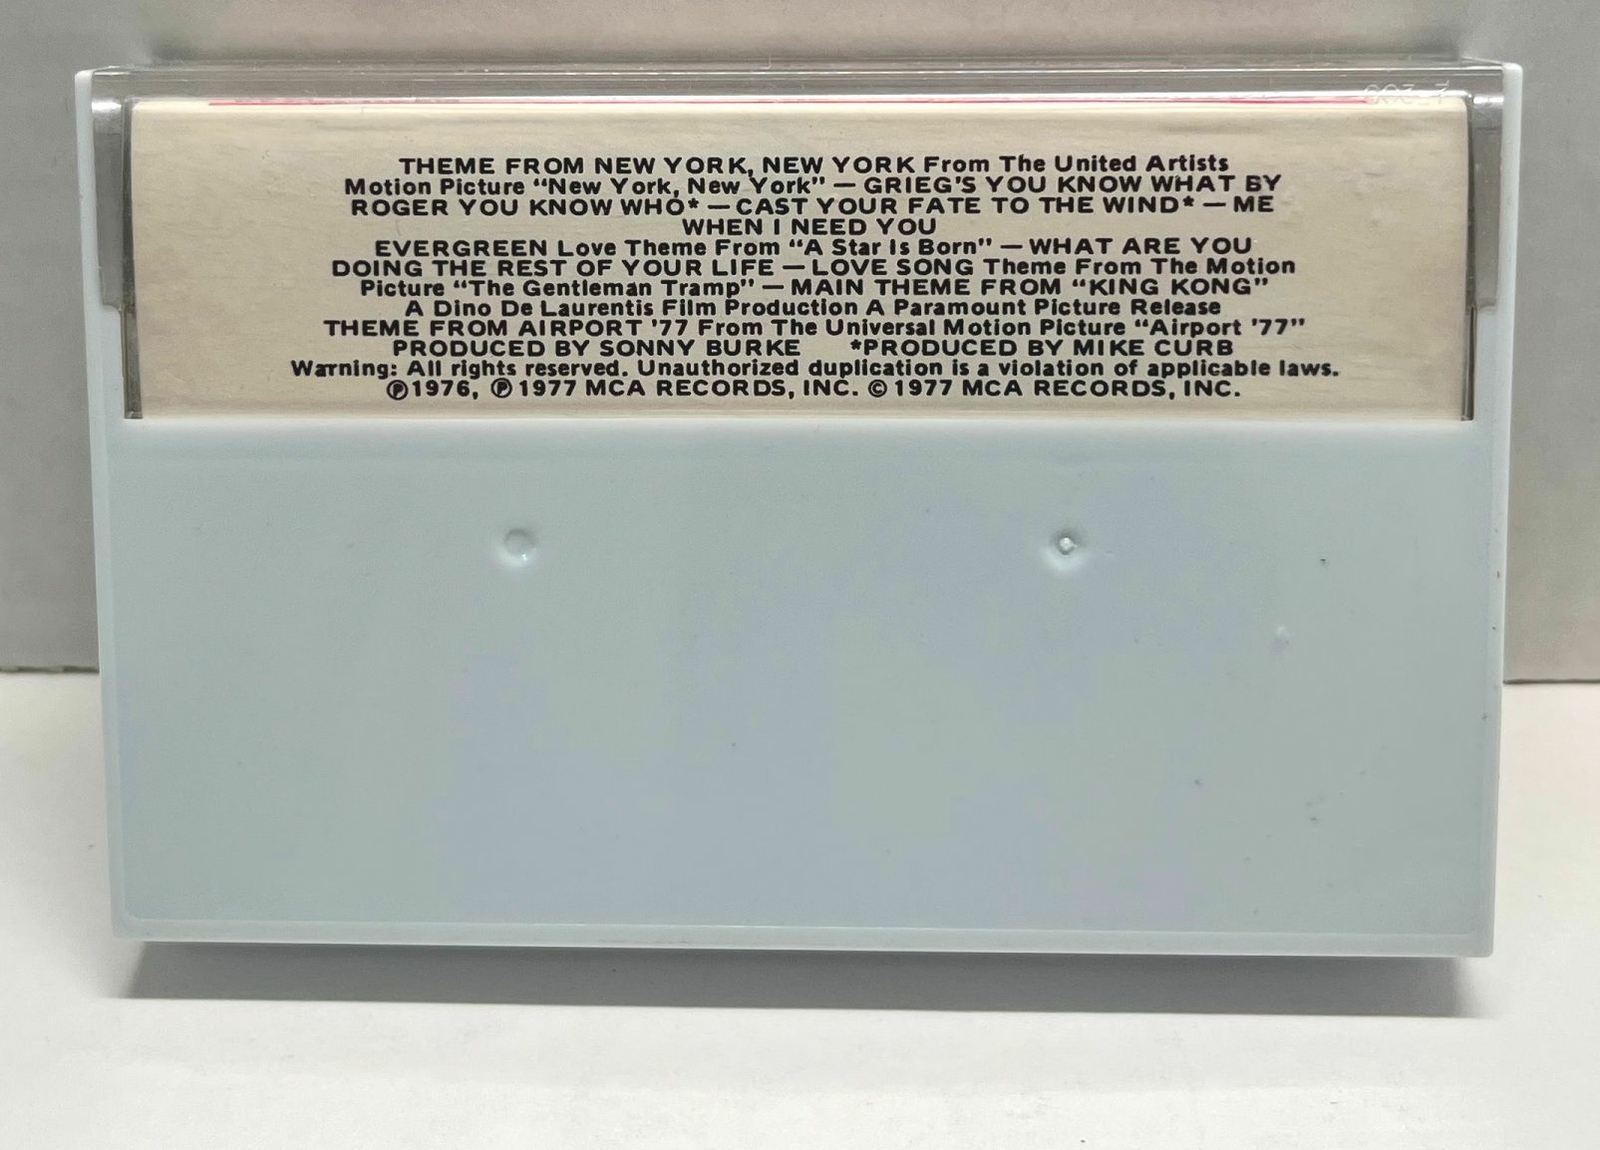 THEME FROM NEW YORK, NEW YORK From The United Artists
Motion Picture "New York, New York" — GRIEG'S YOU KNOW WHAT BY
ROGER YOU KNOW WHO* — CAST YOUR FATE TO THE WIND* — ME
WHEN I NEED YOU
EVERGREEN Love Theme From "A Star Is Born" — WHAT ARE YOU
DOING THE REST OF YOUR LIFE — LOVE SONG Theme From The Motion
Picture "The Gentleman Tramp" — MAIN THEME FROM "KING KONG"
A Dino De Laurentis Film Production A Paramount Picture Release
THEME FROM AIRPORT '77 From The Universal Motion Picture "Airport '77"
PRODUCED BY SONNY BURKE *PRODUCED BY MIKE CURB
Warning: All rights reserved. Unauthorized duplication is a violation of applicable laws.
℗1976, ℗1977 MCA RECORDS, INC. ©1977 MCA RECORDS, INC.